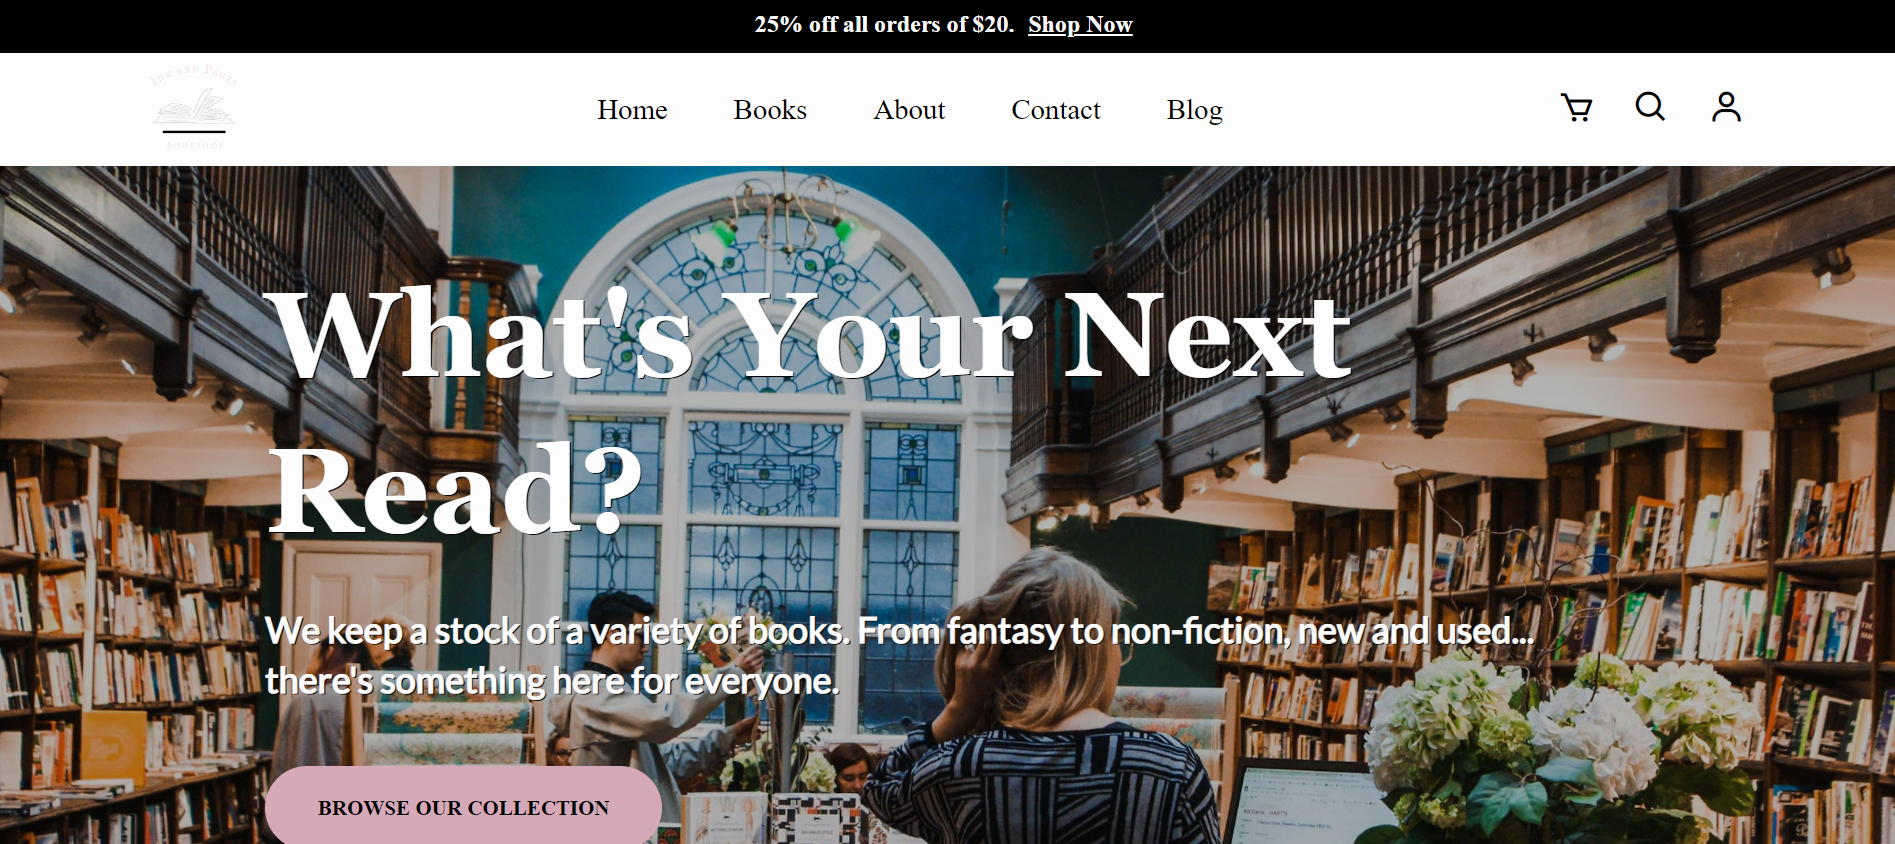 25% off all orders of $20. Shop Now
INK AND PAGES
BOOKSHOP
Home Books About Contact Blog
What's Your Next
Read?
We keep a stock of a variety of books. From fantasy to non-fiction, new and used...
there's something here for everyone.
BROWSE OUR COLLECTION